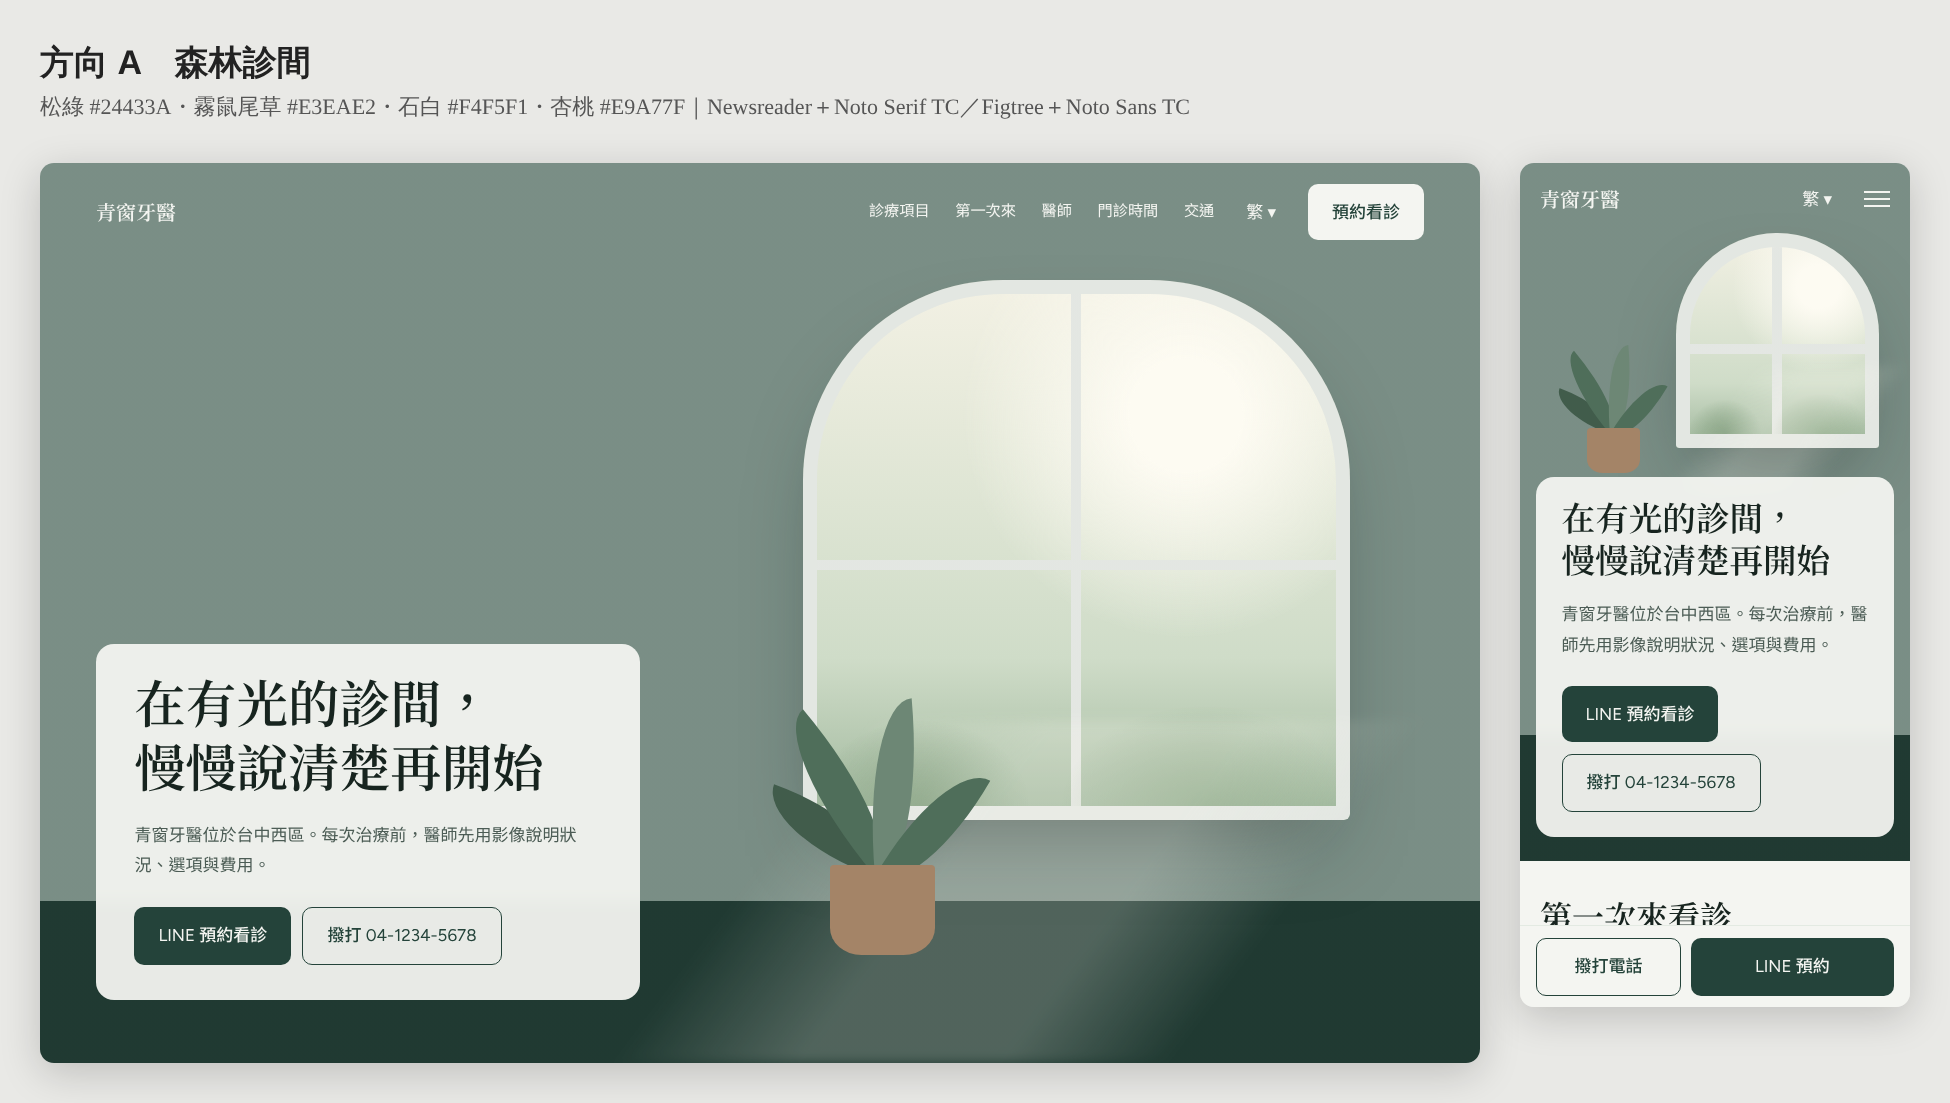 方向 A　森林診間
松綠 #24433A・霧鼠尾草 #E3EAE2・石白 #F4F5F1・杏桃 #E9A77F｜Newsreader＋Noto Serif TC／Figtree＋Noto Sans TC
青窗牙醫
診療項目 第一次來 醫師 門診時間 交通 繁 ▾ 預約看診
在有光的診間，
慢慢說清楚再開始
青窗牙醫位於台中西區。每次治療前，醫師先用影像說明狀
況、選項與費用。
LINE 預約看診 撥打 04-1234-5678
青窗牙醫 繁 ▾
在有光的診間，
慢慢說清楚再開始
青窗牙醫位於台中西區。每次治療前，醫
師先用影像說明狀況、選項與費用。
LINE 預約看診
撥打 04-1234-5678
第一次來看診
撥打電話 LINE 預約